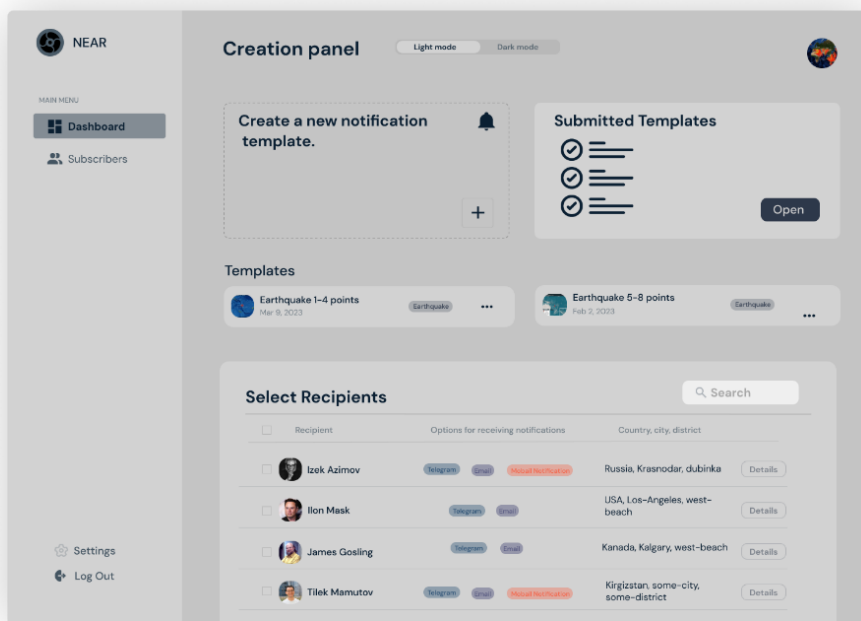 NEAR
Creation panel
Light mode
Dark mode
MAIN MENU
Dashboard
Subscribers
Create a new notification
template.
Submitted Templates
Open
Templates
Earthquake 1-4 points
Mar 9, 2023
Earthquake
Earthquake 5-8 points
Feb 2, 2023
Earthquake
Select Recipients
Search
Recipient
Options for receiving notifications
Country, city, district
Izek Azimov
Telegram
Email
Mobail Notification
Russia, Krasnodar, dubinka
Details
Ilon Mask
Telegram
Email
USA, Los-Angeles, west-
beach
Details
James Gosling
Telegram
Email
Kanada, Kalgary, west-beach
Details
Tilek Mamutov
Telegram
Email
Mobail Notification
Kirgizstan, some-city,
some-district
Details
Settings
Log Out